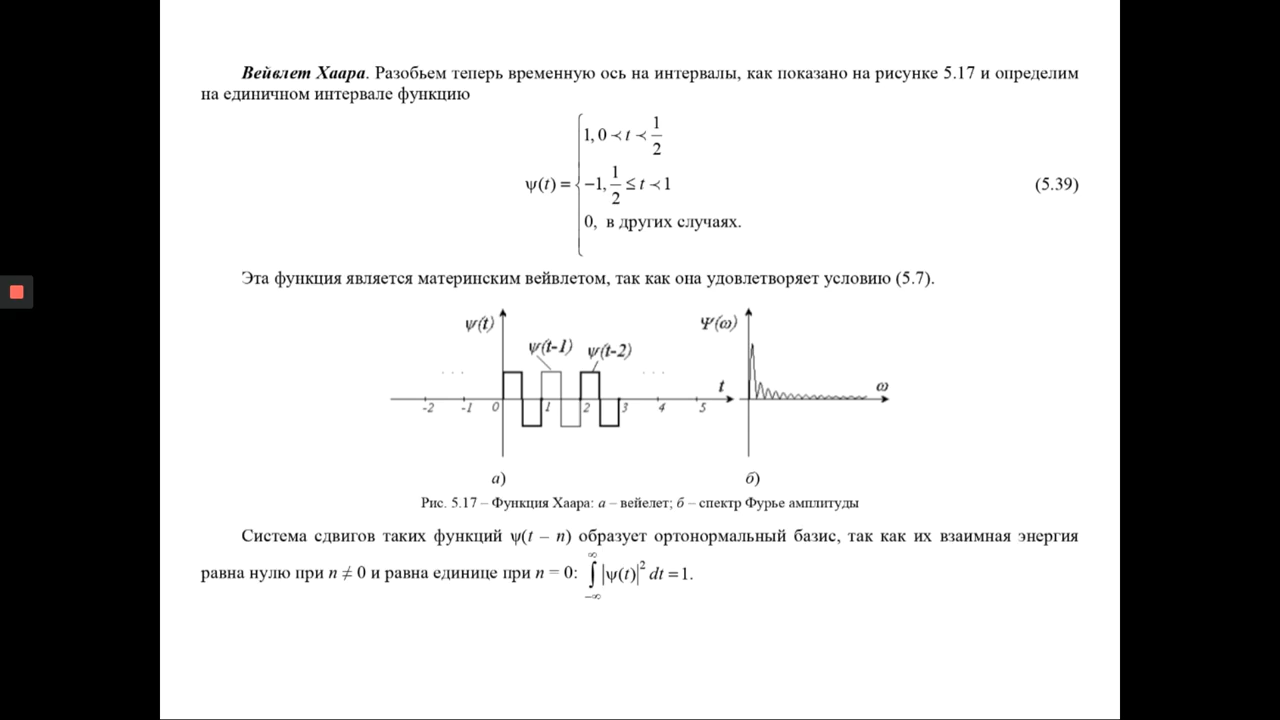 Вейвлет Хаара. Разобьем теперь временную ось на интервалы, как показано на рисунке 5.17 и определим
на единичном интервале функцию
ψ(t) = { 1, 0 ≺ t ≺ 1/2
−1, 1/2 ≤ t ≺ 1
0, в других случаях.
(5.39)
Эта функция является материнским вейвлетом, так как она удовлетворяет условию (5.7).
ψ(t)
ψ(t-1) ψ(t-2)
. . . . . .
t
-2 -1 0 1 2 3 4 5
а)
Ψ(ω)
ω
б)
Рис. 5.17 – Функция Хаара: а – вейелет; б – спектр Фурье амплитуды
Система сдвигов таких функций ψ(t – n) образует ортонормальный базис, так как их взаимная энергия
равна нулю при n ≠ 0 и равна единице при n = 0: ∫_{−∞}^{∞} |ψ(t)|² dt = 1.